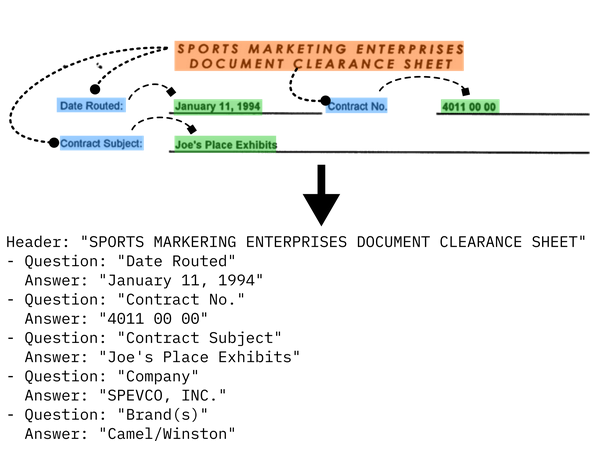 SPORTS MARKETING ENTERPRISES
DOCUMENT CLEARANCE SHEET
Date Routed: January 11, 1994 Contract No. 4011 00 00
Contract Subject: Joe's Place Exhibits
Header: "SPORTS MARKERING ENTERPRISES DOCUMENT CLEARANCE SHEET"
- Question: "Date Routed"
Answer: "January 11, 1994"
- Question: "Contract No."
Answer: "4011 00 00"
- Question: "Contract Subject"
Answer: "Joe's Place Exhibits"
- Question: "Company"
Answer: "SPEVCO, INC."
- Question: "Brand(s)"
Answer: "Camel/Winston"